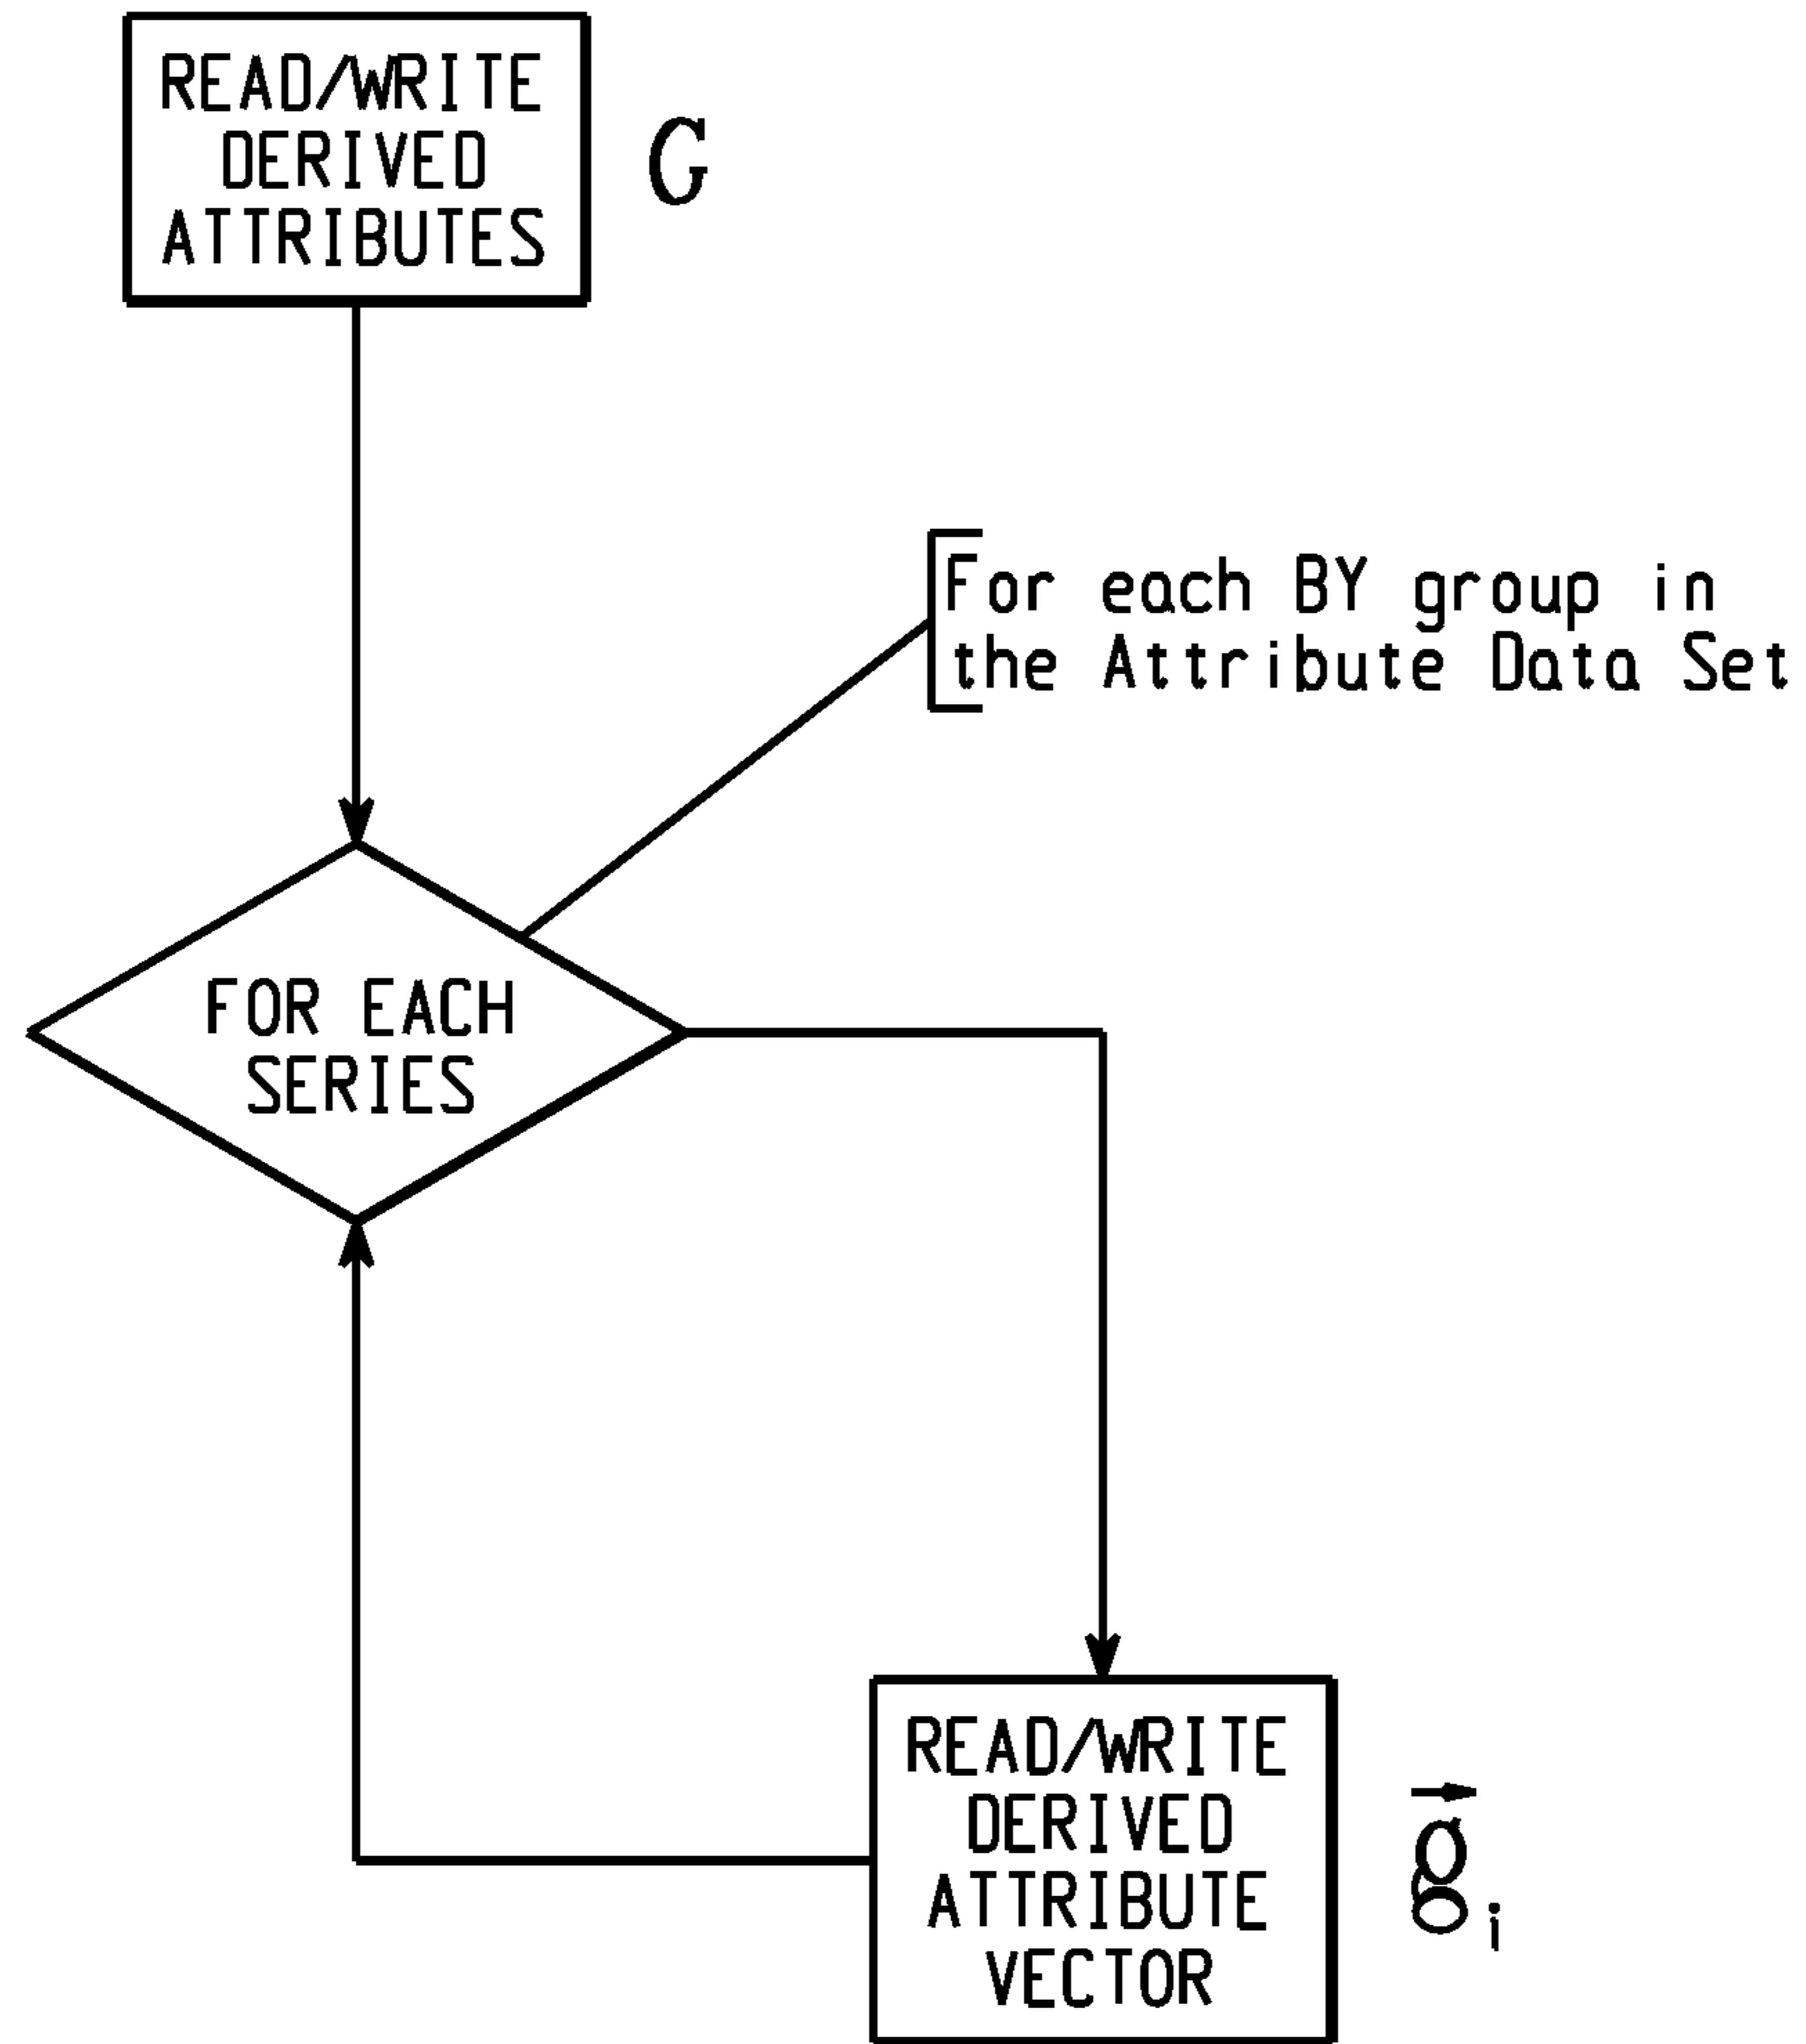 READ/WRITE
DERIVED
ATTRIBUTES
G
For each BY group in
the Attribute Data Set
FOR EACH
SERIES
READ/WRITE
DERIVED
ATTRIBUTE
VECTOR
g⃗i